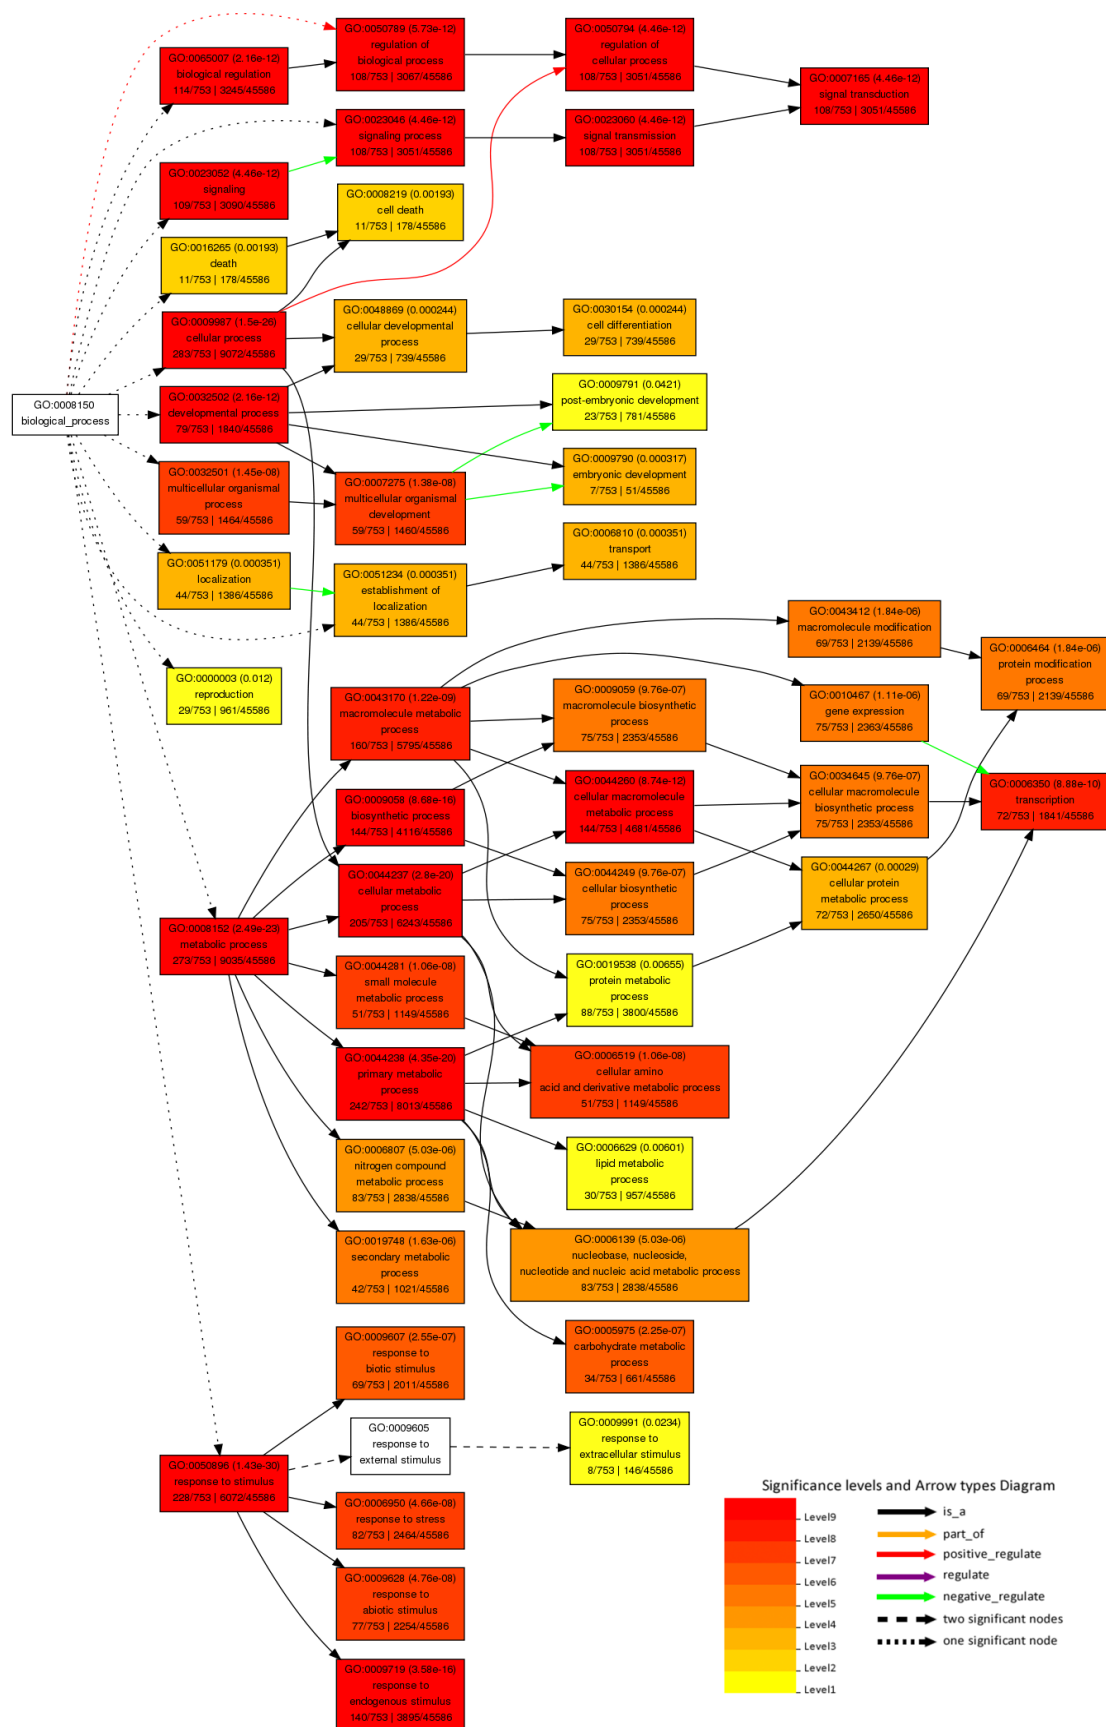 GO:0050789 (5.73e-12)
regulation of
biological process
108/753 | 3067/45586
GO:0050794 (4.46e-12)
regulation of
cellular process
108/753 | 3051/45586
GO:0065007 (2.16e-12)
biological regulation
114/753 | 3245/45586
GO:0007165 (4.46e-12)
signal transduction
108/753 | 3051/45586
GO:0023046 (4.46e-12)
signaling process
108/753 | 3051/45586
GO:0023060 (4.46e-12)
signal transmission
108/753 | 3051/45586
GO:0023052 (4.46e-12)
signaling
109/753 | 3090/45586
GO:0008219 (0.00193)
cell death
11/753 | 178/45586
GO:0016265 (0.00193)
death
11/753 | 178/45586
GO:0009987 (1.5e-26)
cellular process
283/753 | 9072/45586
GO:0048869 (0.000244)
cellular developmental
process
29/753 | 739/45586
GO:0030154 (0.000244)
cell differentiation
29/753 | 739/45586
GO:0008150
biological_process
GO:0032502 (2.16e-12)
developmental process
79/753 | 1840/45586
GO:0009791 (0.0421)
post-embryonic development
23/753 | 781/45586
GO:0032501 (1.45e-08)
multicellular organismal
process
59/753 | 1464/45586
GO:0007275 (1.38e-08)
multicellular organismal
development
59/753 | 1460/45586
GO:0009790 (0.000317)
embryonic development
7/753 | 51/45586
GO:0006810 (0.000351)
transport
44/753 | 1386/45586
GO:0051179 (0.000351)
localization
44/753 | 1386/45586
GO:0051234 (0.000351)
establishment of
localization
44/753 | 1386/45586
GO:0043412 (1.84e-06)
macromolecule modification
69/753 | 2139/45586
GO:0006464 (1.84e-06)
protein modification
process
69/753 | 2139/45586
GO:0000003 (0.012)
reproduction
29/753 | 961/45586
GO:0043170 (1.22e-09)
macromolecule metabolic
process
160/753 | 5795/45586
GO:0009059 (9.76e-07)
macromolecule biosynthetic
process
75/753 | 2353/45586
GO:0010467 (1.11e-06)
gene expression
75/753 | 2363/45586
GO:0009058 (8.68e-16)
biosynthetic process
144/753 | 4116/45586
GO:0044260 (8.74e-12)
cellular macromolecule
metabolic process
144/753 | 4681/45586
GO:0034645 (9.76e-07)
cellular macromolecule
biosynthetic process
75/753 | 2353/45586
GO:0006350 (8.88e-10)
transcription
72/753 | 1841/45586
GO:0044237 (2.8e-20)
cellular metabolic
process
205/753 | 6243/45586
GO:0044249 (9.76e-07)
cellular biosynthetic
process
75/753 | 2353/45586
GO:0044267 (0.00029)
cellular protein
metabolic process
72/753 | 2650/45586
GO:0008152 (2.49e-23)
metabolic process
273/753 | 9035/45586
GO:0044281 (1.06e-08)
small molecule
metabolic process
51/753 | 1149/45586
GO:0019538 (0.00655)
protein metabolic
process
88/753 | 3800/45586
GO:0044238 (4.35e-20)
primary metabolic
process
242/753 | 8013/45586
GO:0006519 (1.06e-08)
cellular amino
acid and derivative metabolic process
51/753 | 1149/45586
GO:0006807 (5.03e-06)
nitrogen compound
metabolic process
83/753 | 2838/45586
GO:0006629 (0.00601)
lipid metabolic
process
30/753 | 957/45586
GO:0019748 (1.63e-06)
secondary metabolic
process
42/753 | 1021/45586
GO:0006139 (5.03e-06)
nucleobase, nucleoside,
nucleotide and nucleic acid metabolic process
83/753 | 2838/45586
GO:0009607 (2.55e-07)
response to
biotic stimulus
69/753 | 2011/45586
GO:0005975 (2.25e-07)
carbohydrate metabolic
process
34/753 | 661/45586
GO:0050896 (1.43e-30)
response to stimulus
228/753 | 6072/45586
GO:0009605
response to
external stimulus
GO:0009991 (0.0234)
response to
extracellular stimulus
8/753 | 146/45586
GO:0006950 (4.66e-08)
response to stress
82/753 | 2464/45586
GO:0009628 (4.76e-08)
response to
abiotic stimulus
77/753 | 2254/45586
GO:0009719 (3.58e-16)
response to
endogenous stimulus
140/753 | 3895/45586
Significance levels and Arrow types Diagram
Level9
Level8
Level7
Level6
Level5
Level4
Level3
Level2
Level1
is_a
part_of
positive_regulate
regulate
negative_regulate
two significant nodes
one significant node